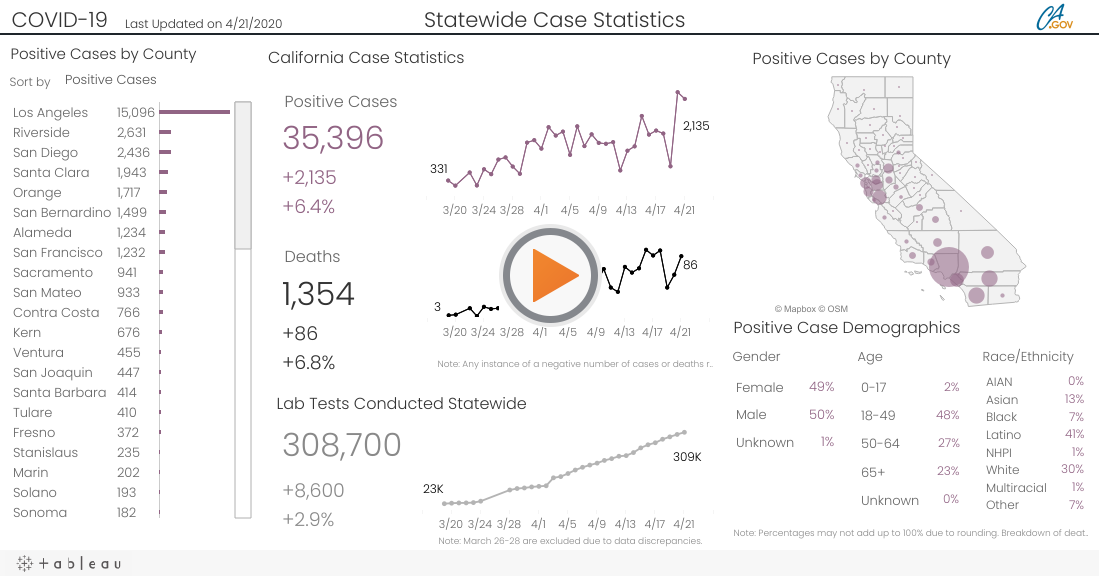 COVID-19 Last Updated on 4/21/2020
Statewide Case Statistics
CA.GOV
Positive Cases by County
Sort by Positive Cases
Los Angeles 15,096
Riverside 2,631
San Diego 2,436
Santa Clara 1,943
Orange 1,717
San Bernardino 1,499
Alameda 1,234
San Francisco 1,232
Sacramento 941
San Mateo 933
Contra Costa 766
Kern 676
Ventura 455
San Joaquin 447
Santa Barbara 414
Tulare 410
Fresno 372
Stanislaus 235
Marin 202
Solano 193
Sonoma 182
California Case Statistics
Positive Cases
35,396
+2,135
+6.4%
331
2,135
3/20 3/24 3/28 4/1 4/5 4/9 4/13 4/17 4/21
Deaths
1,354
+86
+6.8%
3
86
3/20 3/24 3/28 4/1 4/5 4/9 4/13 4/17 4/21
Note: Any instance of a negative number of cases or deaths r..
Lab Tests Conducted Statewide
308,700
+8,600
+2.9%
23K
309K
3/20 3/24 3/28 4/1 4/5 4/9 4/13 4/17 4/21
Note: March 26-28 are excluded due to data discrepancies.
Positive Cases by County
© Mapbox © OSM
Positive Case Demographics
Gender
Female 49%
Male 50%
Unknown 1%
Age
0-17 2%
18-49 48%
50-64 27%
65+ 23%
Unknown 0%
Race/Ethnicity
AIAN 0%
Asian 13%
Black 7%
Latino 41%
NHPI 1%
White 30%
Multiracial 1%
Other 7%
Note: Percentages may not add up to 100% due to rounding. Breakdown of deat..
+ableau